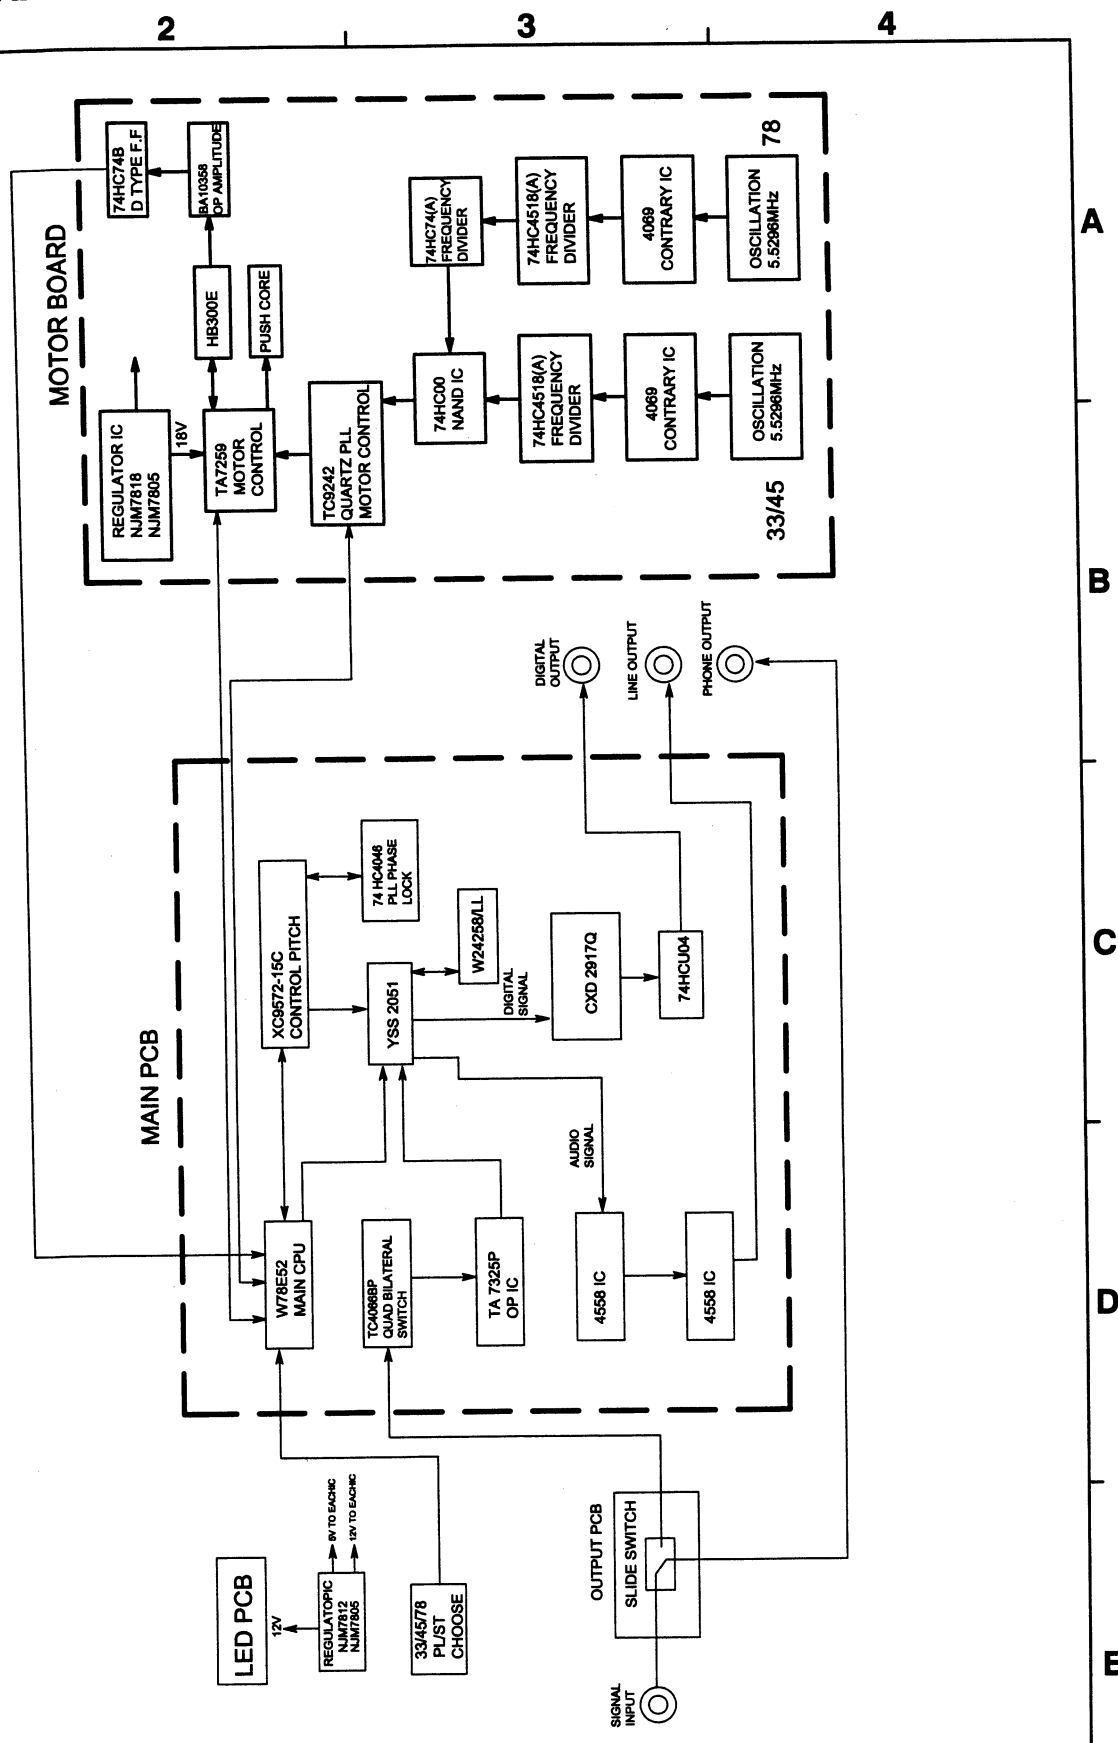 2
3
4
A
B
C
D
E
MOTOR BOARD
74HC74B
D TYPE F.F
BA10358
OP AMPLITUDE
HB300E
PUSH CORE
REGULATOR IC
NJM7818
NJM7805
18V
TA7259
MOTOR
CONTROL
TC9242
QUARTZ PLL
MOTOR CONTROL
74HC74(A)
FREQUENCY
DIVIDER
74HC00
NAND IC
74HC4518(A)
FREQUENCY
DIVIDER
4069
CONTRARY IC
OSCILLATION
5.5296MHz
78
74HC4518(A)
FREQUENCY
DIVIDER
4069
CONTRARY IC
OSCILLATION
5.5296MHz
33/45
DIGITAL
OUTPUT
LINE OUTPUT
PHONE OUTPUT
MAIN PCB
XC9572-15C
CONTROL PITCH
74 HC4046
PLL PHASE
LOCK
YSS 2051
W24258/LL
DIGITAL
SIGNAL
CXD 2917Q
74HCU04
AUDIO
SIGNAL
W78E52
MAIN CPU
TC4066BP
QUAD BILATERAL
SWITCH
TA 7325P
OP IC
4558 IC
4558 IC
LED PCB
12V
REGULATOPIC
NJM7812
NJM7805
5V TO EACHIC
12V TO EACHIC
33/45/78
PL/ST
CHOOSE
OUTPUT PCB
SLIDE SWITCH
SIGNAL
INPUT